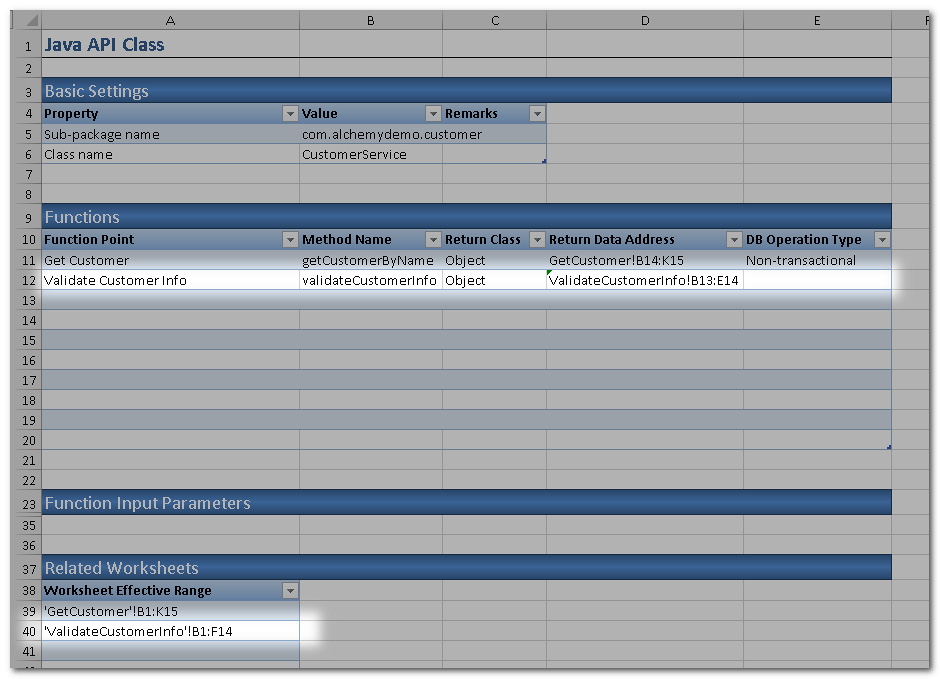 A B C D E F
1 Java API Class
2
3 Basic Settings
4 Property Value Remarks
5 Sub-package name com.alchemydemo.customer
6 Class name CustomerService
7
8
9 Functions
10 Function Point Method Name Return Class Return Data Address DB Operation Type
11 Get Customer getCustomerByName Object GetCustomer!B14:K15 Non-transactional
12 Validate Customer Info validateCustomerInfo Object ValidateCustomerInfo!B13:E14
13
14
15
16
17
18
19
20
21
22
23 Function Input Parameters
35
36
37 Related Worksheets
38 Worksheet Effective Range
39 'GetCustomer'!B1:K15
40 'ValidateCustomerInfo'!B1:F14
41